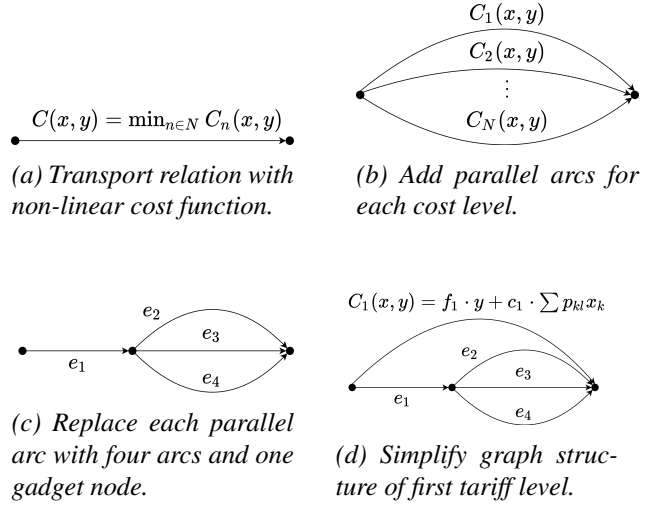 C(x, y) = min_{n∈N} C_n(x, y)
(a) Transport relation with
non-linear cost function.
C_1(x, y)
C_2(x, y)
⋮
C_N(x, y)
(b) Add parallel arcs for
each cost level.
e_2
e_3
e_1
e_4
(c) Replace each parallel
arc with four arcs and one
gadget node.
C_1(x, y) = f_1 · y + c_1 · ∑ p_{kl} x_k
e_2
e_3
e_1
e_4
(d) Simplify graph struc-
ture of first tariff level.